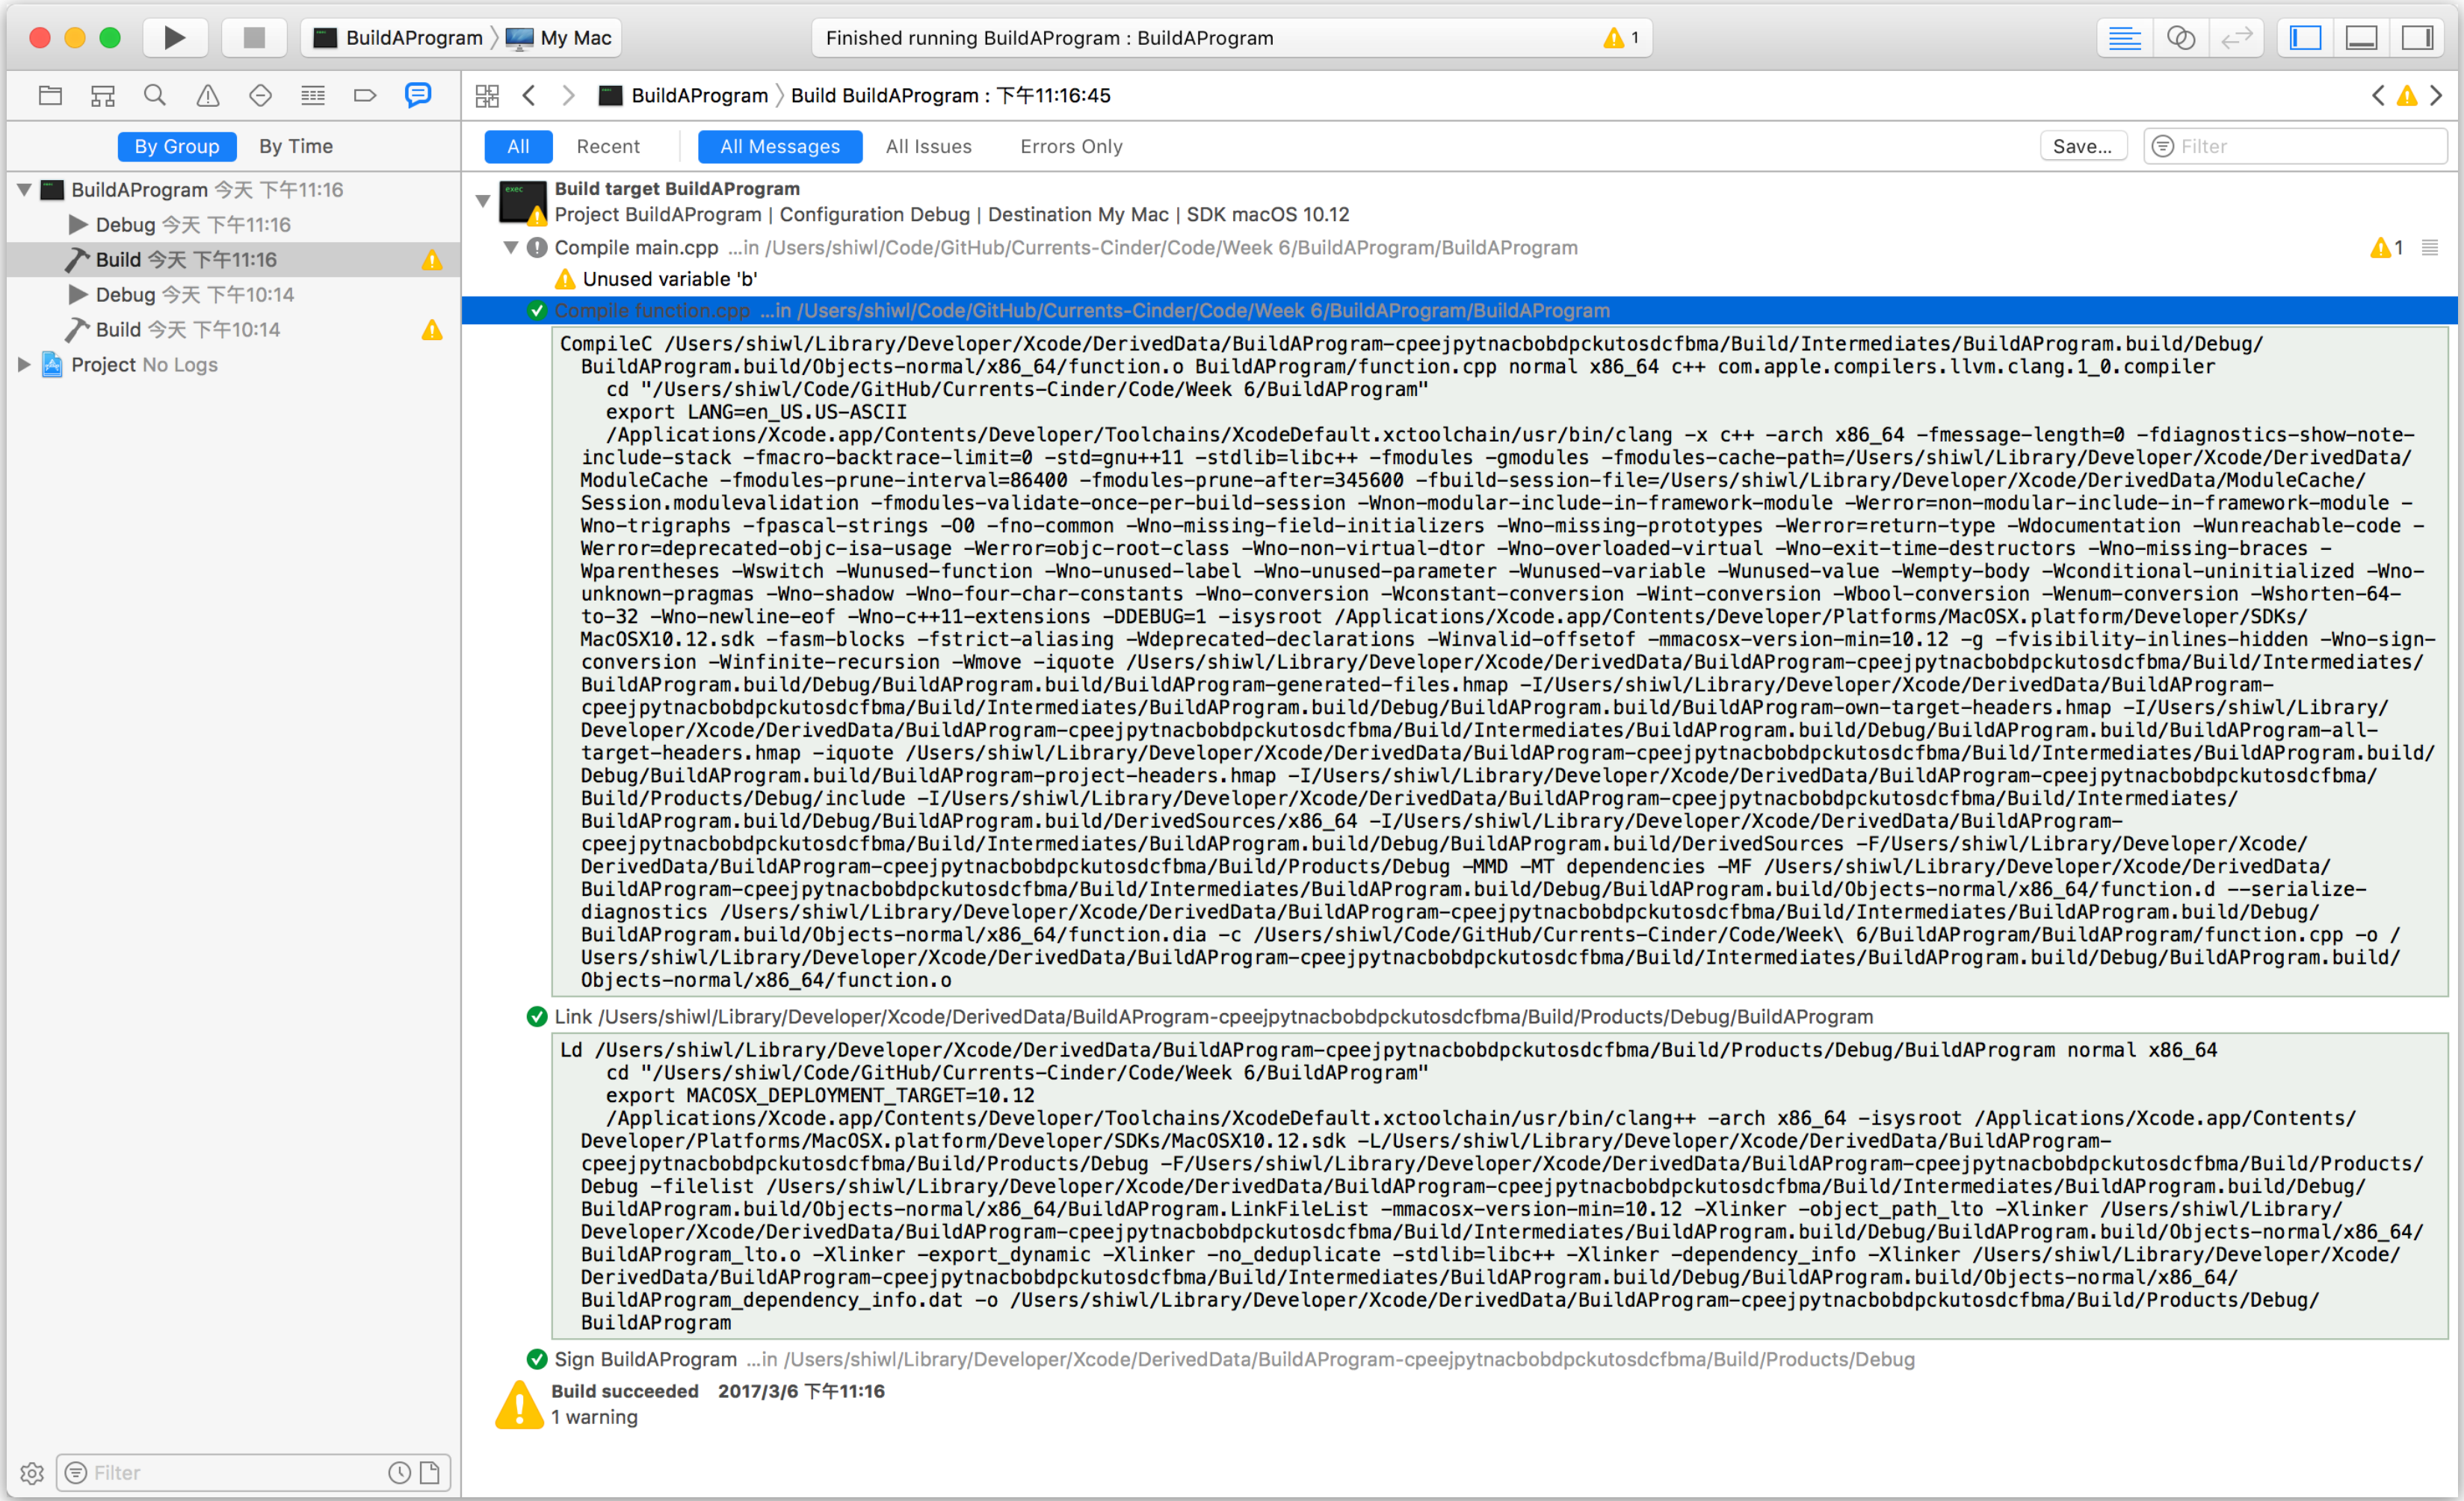 BuildAProgram
My Mac
Finished running BuildAProgram : BuildAProgram
1
BuildAProgram
Build BuildAProgram : 下午11:16:45
By Group
By Time
All
Recent
All Messages
All Issues
Errors Only
Save...
Filter
BuildAProgram 今天 下午11:16
Debug 今天 下午11:16
Build 今天 下午11:16
Debug 今天 下午10:14
Build 今天 下午10:14
Project No Logs
Filter
exec
Build target BuildAProgram
Project BuildAProgram | Configuration Debug | Destination My Mac | SDK macOS 10.12
Compile main.cpp ...in /Users/shiwl/Code/GitHub/Currents-Cinder/Code/Week 6/BuildAProgram/BuildAProgram
1
Unused variable 'b'
Compile function.cpp ...in /Users/shiwl/Code/GitHub/Currents-Cinder/Code/Week 6/BuildAProgram/BuildAProgram
CompileC /Users/shiwl/Library/Developer/Xcode/DerivedData/BuildAProgram-cpeejpytnacbobdpckutosdcfbma/Build/Intermediates/BuildAProgram.build/Debug/
BuildAProgram.build/Objects-normal/x86_64/function.o BuildAProgram/function.cpp normal x86_64 c++ com.apple.compilers.llvm.clang.1_0.compiler
cd "/Users/shiwl/Code/GitHub/Currents-Cinder/Code/Week 6/BuildAProgram"
export LANG=en_US.US-ASCII
/Applications/Xcode.app/Contents/Developer/Toolchains/XcodeDefault.xctoolchain/usr/bin/clang -x c++ -arch x86_64 -fmessage-length=0 -fdiagnostics-show-note-
include-stack -fmacro-backtrace-limit=0 -std=gnu++11 -stdlib=libc++ -fmodules -gmodules -fmodules-cache-path=/Users/shiwl/Library/Developer/Xcode/DerivedData/
ModuleCache -fmodules-prune-interval=86400 -fmodules-prune-after=345600 -fbuild-session-file=/Users/shiwl/Library/Developer/Xcode/DerivedData/ModuleCache/
Session.modulevalidation -fmodules-validate-once-per-build-session -Wnon-modular-include-in-framework-module -Werror=non-modular-include-in-framework-module -
Wno-trigraphs -fpascal-strings -O0 -fno-common -Wno-missing-field-initializers -Wno-missing-prototypes -Werror=return-type -Wdocumentation -Wunreachable-code -
Werror=deprecated-objc-isa-usage -Werror=objc-root-class -Wno-non-virtual-dtor -Wno-overloaded-virtual -Wno-exit-time-destructors -Wno-missing-braces -
Wparentheses -Wswitch -Wunused-function -Wno-unused-label -Wno-unused-parameter -Wunused-variable -Wunused-value -Wempty-body -Wconditional-uninitialized -Wno-
unknown-pragmas -Wno-shadow -Wno-four-char-constants -Wno-conversion -Wconstant-conversion -Wint-conversion -Wbool-conversion -Wenum-conversion -Wshorten-64-
to-32 -Wno-newline-eof -Wno-c++11-extensions -DDEBUG=1 -isysroot /Applications/Xcode.app/Contents/Developer/Platforms/MacOSX.platform/Developer/SDKs/
MacOSX10.12.sdk -fasm-blocks -fstrict-aliasing -Wdeprecated-declarations -Winvalid-offsetof -mmacosx-version-min=10.12 -g -fvisibility-inlines-hidden -Wno-sign-
conversion -Winfinite-recursion -Wmove -iquote /Users/shiwl/Library/Developer/Xcode/DerivedData/BuildAProgram-cpeejpytnacbobdpckutosdcfbma/Build/Intermediates/
BuildAProgram.build/Debug/BuildAProgram.build/BuildAProgram-generated-files.hmap -I/Users/shiwl/Library/Developer/Xcode/DerivedData/BuildAProgram-
cpeejpytnacbobdpckutosdcfbma/Build/Intermediates/BuildAProgram.build/Debug/BuildAProgram.build/BuildAProgram-own-target-headers.hmap -I/Users/shiwl/Library/
Developer/Xcode/DerivedData/BuildAProgram-cpeejpytnacbobdpckutosdcfbma/Build/Intermediates/BuildAProgram.build/Debug/BuildAProgram.build/BuildAProgram-all-
target-headers.hmap -iquote /Users/shiwl/Library/Developer/Xcode/DerivedData/BuildAProgram-cpeejpytnacbobdpckutosdcfbma/Build/Intermediates/BuildAProgram.build/
Debug/BuildAProgram.build/BuildAProgram-project-headers.hmap -I/Users/shiwl/Library/Developer/Xcode/DerivedData/BuildAProgram-cpeejpytnacbobdpckutosdcfbma/
Build/Products/Debug/include -I/Users/shiwl/Library/Developer/Xcode/DerivedData/BuildAProgram-cpeejpytnacbobdpckutosdcfbma/Build/Intermediates/
BuildAProgram.build/Debug/BuildAProgram.build/DerivedSources/x86_64 -I/Users/shiwl/Library/Developer/Xcode/DerivedData/BuildAProgram-
cpeejpytnacbobdpckutosdcfbma/Build/Intermediates/BuildAProgram.build/Debug/BuildAProgram.build/DerivedSources -F/Users/shiwl/Library/Developer/Xcode/
DerivedData/BuildAProgram-cpeejpytnacbobdpckutosdcfbma/Build/Products/Debug -MMD -MT dependencies -MF /Users/shiwl/Library/Developer/Xcode/DerivedData/
BuildAProgram-cpeejpytnacbobdpckutosdcfbma/Build/Intermediates/BuildAProgram.build/Debug/BuildAProgram.build/Objects-normal/x86_64/function.d --serialize-
diagnostics /Users/shiwl/Library/Developer/Xcode/DerivedData/BuildAProgram-cpeejpytnacbobdpckutosdcfbma/Build/Intermediates/BuildAProgram.build/Debug/
BuildAProgram.build/Objects-normal/x86_64/function.dia -c /Users/shiwl/Code/GitHub/Currents-Cinder/Code/Week\ 6/BuildAProgram/BuildAProgram/function.cpp -o /
Users/shiwl/Library/Developer/Xcode/DerivedData/BuildAProgram-cpeejpytnacbobdpckutosdcfbma/Build/Intermediates/BuildAProgram.build/Debug/BuildAProgram.build/
Objects-normal/x86_64/function.o
Link /Users/shiwl/Library/Developer/Xcode/DerivedData/BuildAProgram-cpeejpytnacbobdpckutosdcfbma/Build/Products/Debug/BuildAProgram
Ld /Users/shiwl/Library/Developer/Xcode/DerivedData/BuildAProgram-cpeejpytnacbobdpckutosdcfbma/Build/Products/Debug/BuildAProgram normal x86_64
cd "/Users/shiwl/Code/GitHub/Currents-Cinder/Code/Week 6/BuildAProgram"
export MACOSX_DEPLOYMENT_TARGET=10.12
/Applications/Xcode.app/Contents/Developer/Toolchains/XcodeDefault.xctoolchain/usr/bin/clang++ -arch x86_64 -isysroot /Applications/Xcode.app/Contents/
Developer/Platforms/MacOSX.platform/Developer/SDKs/MacOSX10.12.sdk -L/Users/shiwl/Library/Developer/Xcode/DerivedData/BuildAProgram-
cpeejpytnacbobdpckutosdcfbma/Build/Products/Debug -F/Users/shiwl/Library/Developer/Xcode/DerivedData/BuildAProgram-cpeejpytnacbobdpckutosdcfbma/Build/Products/
Debug -filelist /Users/shiwl/Library/Developer/Xcode/DerivedData/BuildAProgram-cpeejpytnacbobdpckutosdcfbma/Build/Intermediates/BuildAProgram.build/Debug/
BuildAProgram.build/Objects-normal/x86_64/BuildAProgram.LinkFileList -mmacosx-version-min=10.12 -Xlinker -object_path_lto -Xlinker /Users/shiwl/Library/
Developer/Xcode/DerivedData/BuildAProgram-cpeejpytnacbobdpckutosdcfbma/Build/Intermediates/BuildAProgram.build/Debug/BuildAProgram.build/Objects-normal/x86_64/
BuildAProgram_lto.o -Xlinker -export_dynamic -Xlinker -no_deduplicate -stdlib=libc++ -Xlinker -dependency_info -Xlinker /Users/shiwl/Library/Developer/Xcode/
DerivedData/BuildAProgram-cpeejpytnacbobdpckutosdcfbma/Build/Intermediates/BuildAProgram.build/Debug/BuildAProgram.build/Objects-normal/x86_64/
BuildAProgram_dependency_info.dat -o /Users/shiwl/Library/Developer/Xcode/DerivedData/BuildAProgram-cpeejpytnacbobdpckutosdcfbma/Build/Products/Debug/
BuildAProgram
Sign BuildAProgram ...in /Users/shiwl/Library/Developer/Xcode/DerivedData/BuildAProgram-cpeejpytnacbobdpckutosdcfbma/Build/Products/Debug
Build succeeded 2017/3/6 下午11:16
1 warning